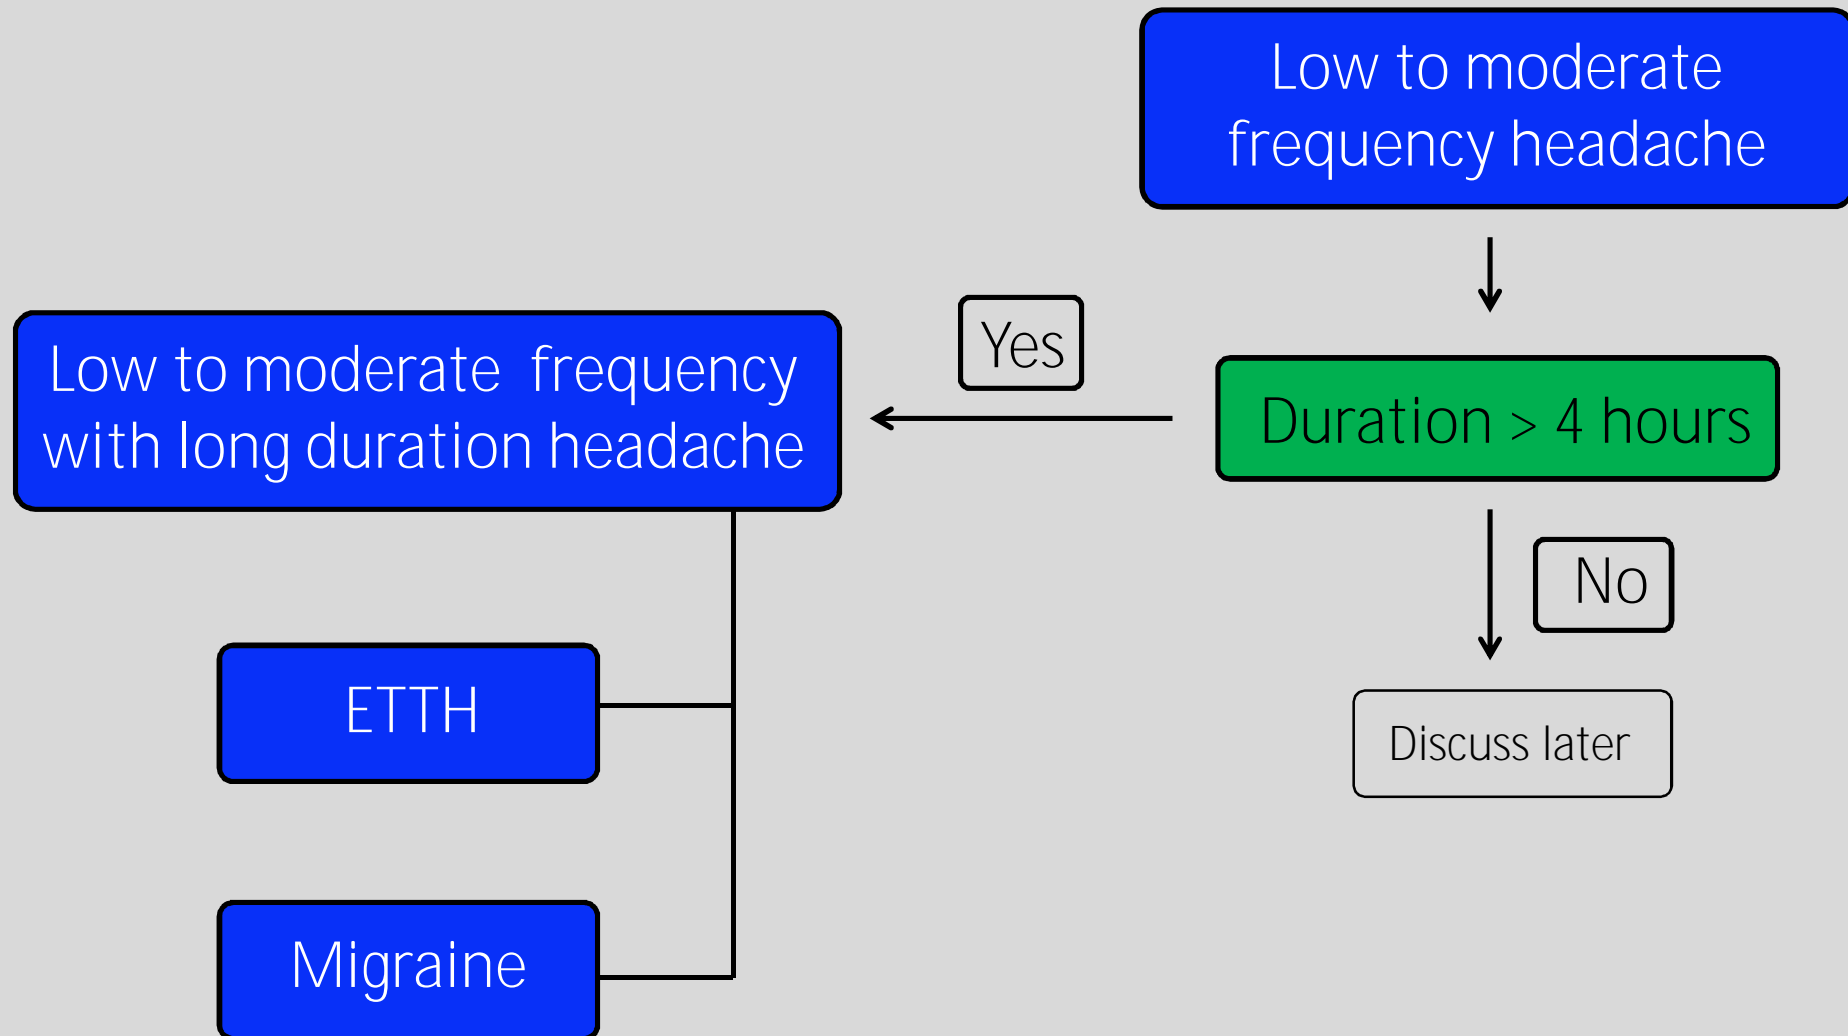 Low to moderate
frequency headache
Duration > 4 hours
Yes
Low to moderate frequency
with long duration headache
ETTH
Migraine
No
Discuss later